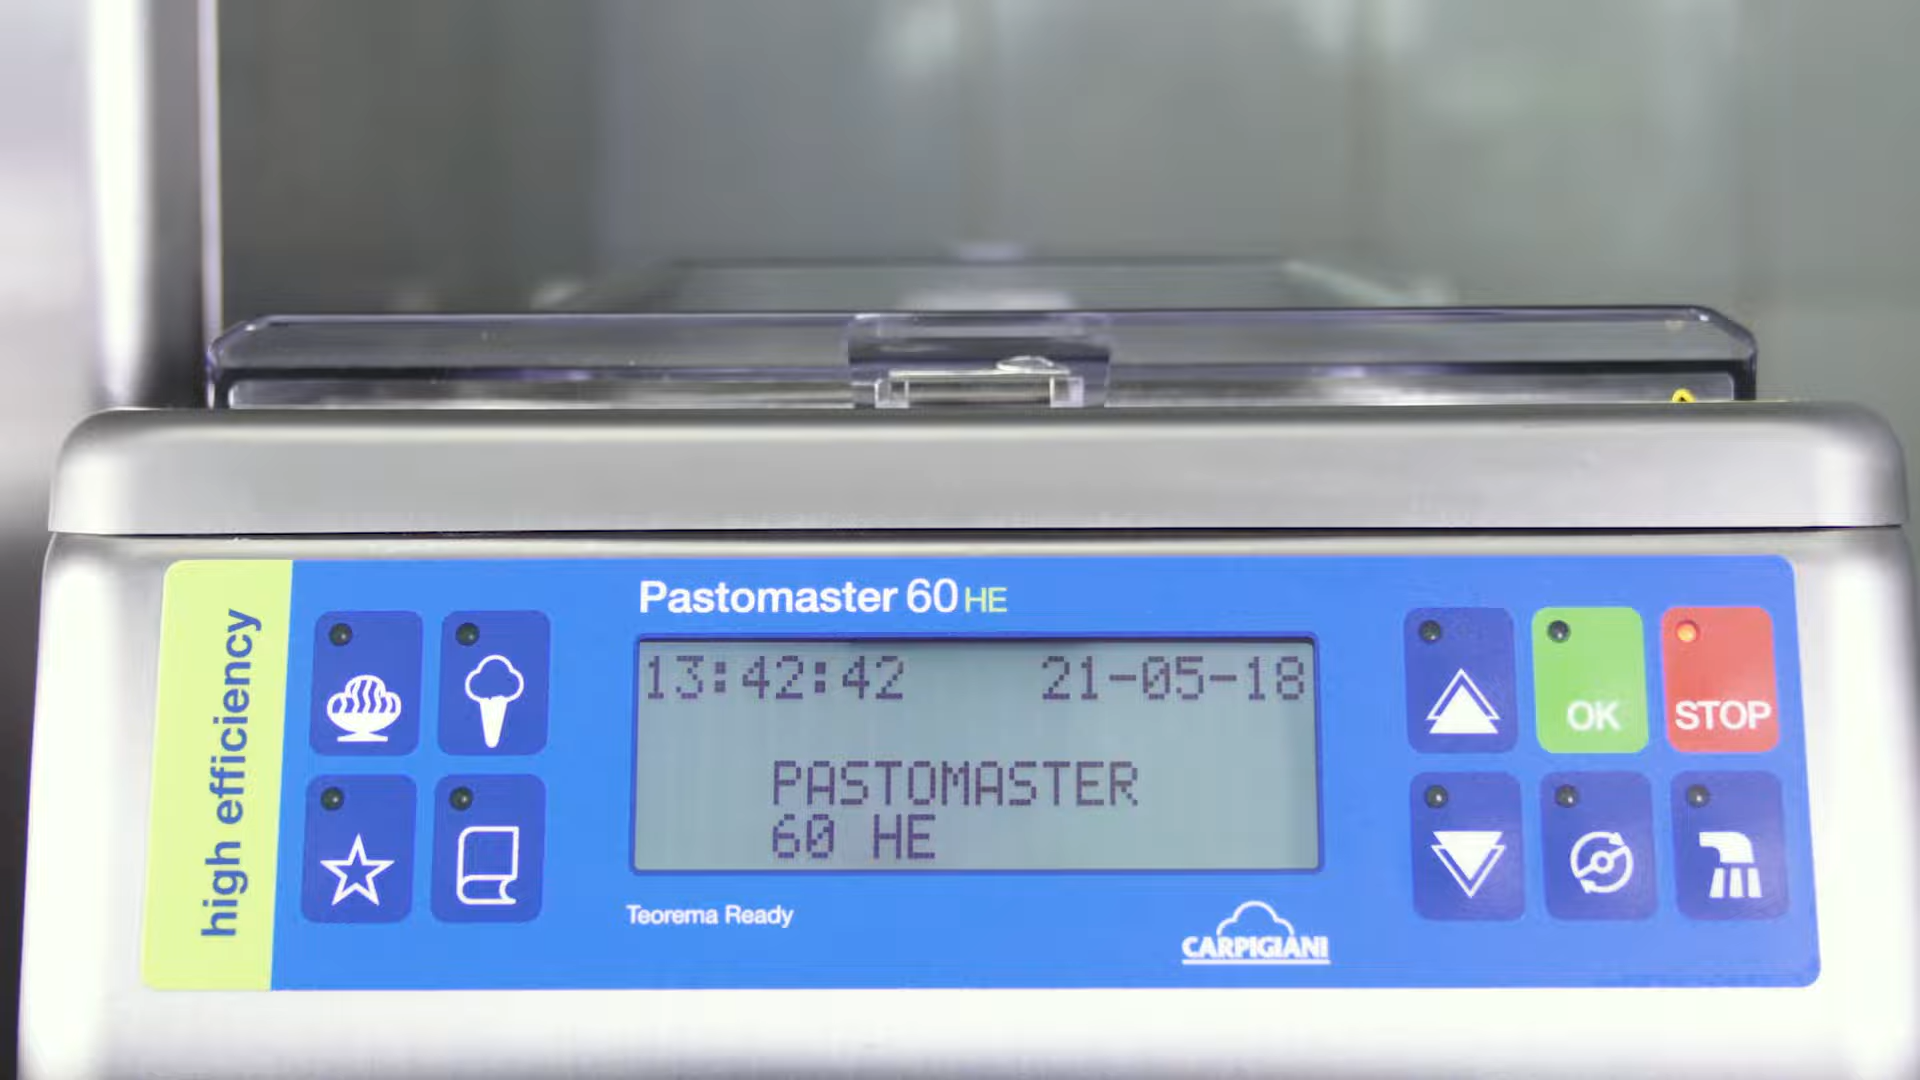 Pastomaster 60 HE
high efficiency
13:42:42 21-05-18
PASTOMASTER
60 HE
OK
STOP
Teorema Ready
CARPIGIANI